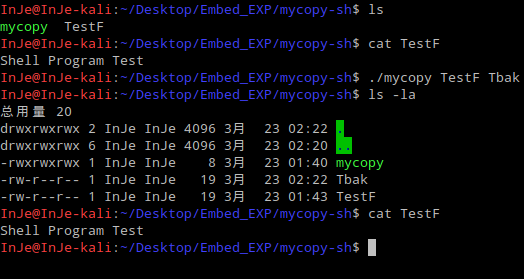 InJe@InJe-kali:~/Desktop/Embed_EXP/mycopy-sh$ ls
mycopy  TestF
InJe@InJe-kali:~/Desktop/Embed_EXP/mycopy-sh$ cat TestF
Shell Program Test
InJe@InJe-kali:~/Desktop/Embed_EXP/mycopy-sh$ ./mycopy TestF Tbak
InJe@InJe-kali:~/Desktop/Embed_EXP/mycopy-sh$ ls -la
总用量 20
drwxrwxrwx 2 InJe InJe 4096 3月  23 02:22 .
drwxrwxrwx 6 InJe InJe 4096 3月  23 02:20 ..
-rwxrwxrwx 1 InJe InJe    8 3月  23 01:40 mycopy
-rw-r--r-- 1 InJe InJe   19 3月  23 02:22 Tbak
-rw-r--r-- 1 InJe InJe   19 3月  23 01:43 TestF
InJe@InJe-kali:~/Desktop/Embed_EXP/mycopy-sh$ cat TestF
Shell Program Test
InJe@InJe-kali:~/Desktop/Embed_EXP/mycopy-sh$